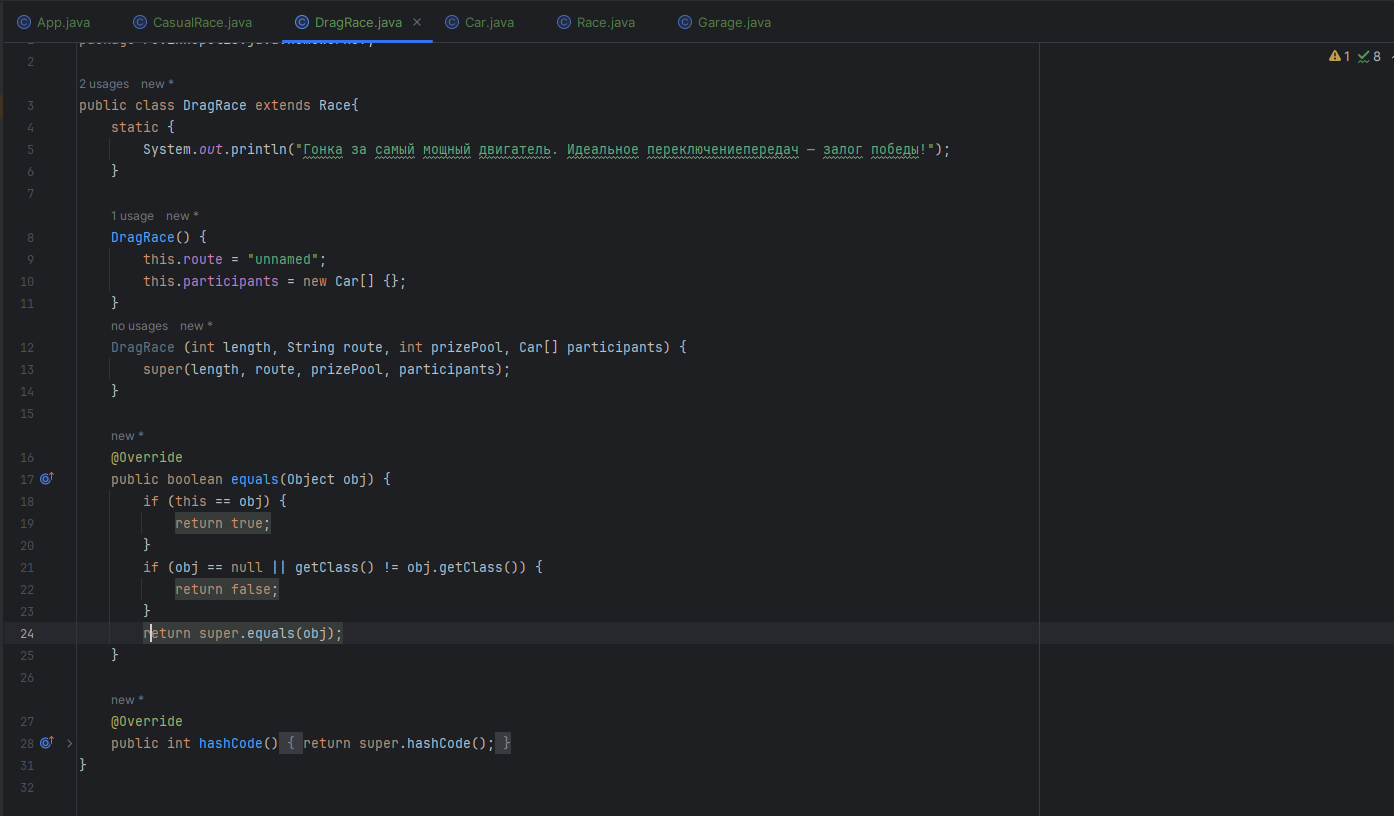 App.java CasualRace.java DragRace.java Car.java Race.java Garage.java
1 8
2
2 usages new *
3 public class DragRace extends Race{
4 static {
5 System.out.println("Гонка за самый мощный двигатель. Идеальное переключениепередач — залог победы!");
6 }
7
1 usage new *
8 DragRace() {
9 this.route = "unnamed";
10 this.participants = new Car[] {};
11 }
no usages new *
12 DragRace (int length, String route, int prizePool, Car[] participants) {
13 super(length, route, prizePool, participants);
14 }
15
new *
16 @Override
17 public boolean equals(Object obj) {
18 if (this == obj) {
19 return true;
20 }
21 if (obj == null || getClass() != obj.getClass()) {
22 return false;
23 }
24 return super.equals(obj);
25 }
26
new *
27 @Override
28 public int hashCode() { return super.hashCode(); }
31 }
32